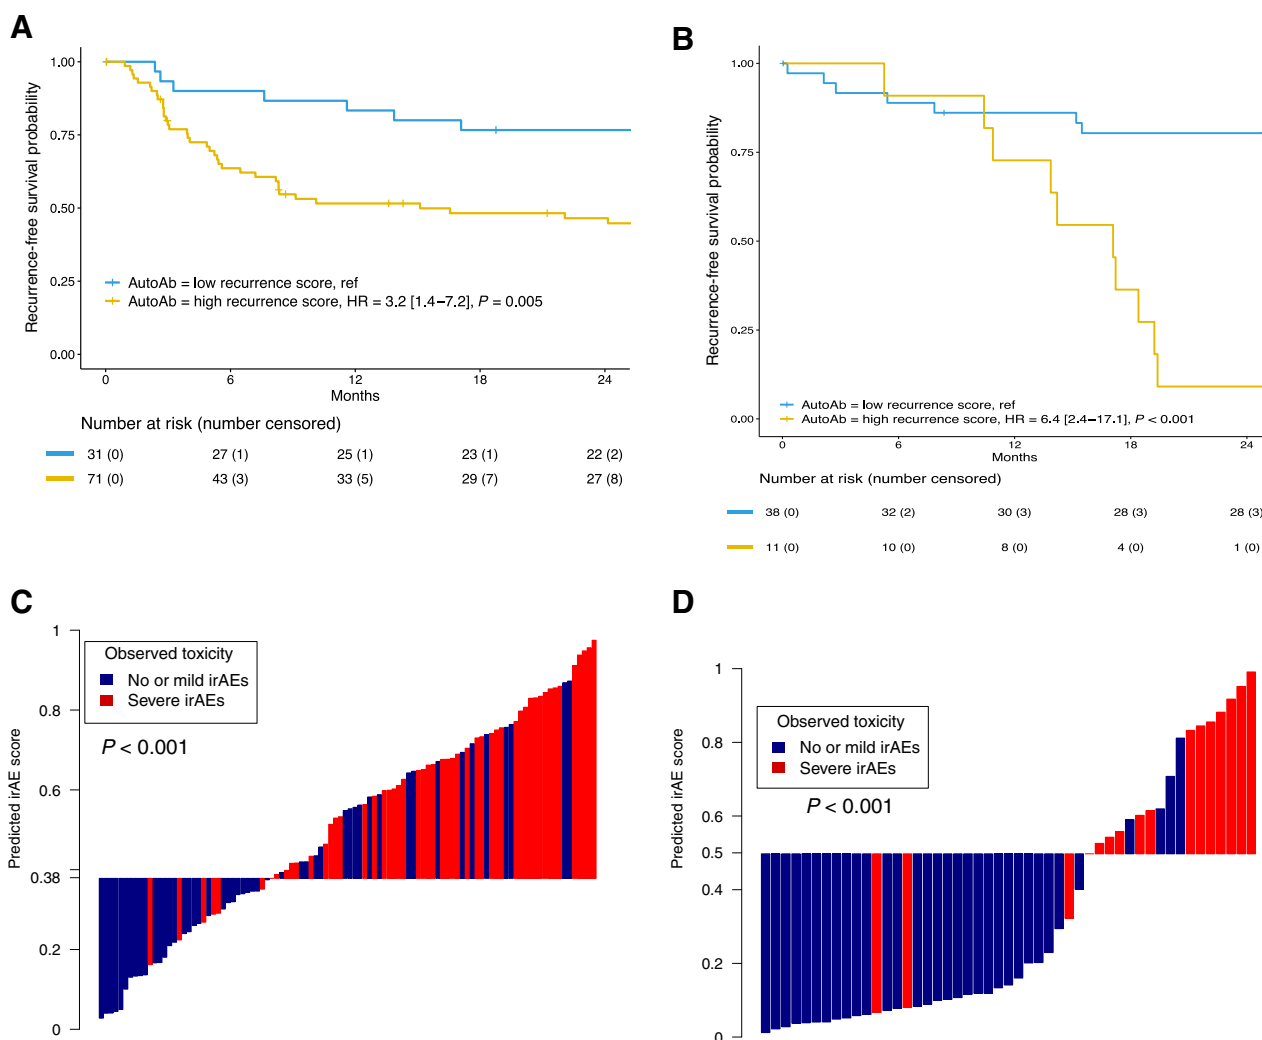 A
Recurrence-free survival probability
1.00
0.75
0.50
0.25
0.00
AutoAb = low recurrence score, ref
AutoAb = high recurrence score, HR = 3.2 [1.4–7.2], P = 0.005
0 6 12 18 24
Months
Number at risk (number censored)
31 (0) 27 (1) 25 (1) 23 (1) 22 (2)
71 (0) 43 (3) 33 (5) 29 (7) 27 (8)
B
Recurrence-free survival probability
1.00
0.75
0.50
0.25
0.00
AutoAb = low recurrence score, ref
AutoAb = high recurrence score, HR = 6.4 [2.4–17.1], P < 0.001
0 6 12 18 24
Months
Number at risk (number censored)
38 (0) 32 (2) 30 (3) 28 (3) 28 (3)
11 (0) 10 (0) 8 (0) 4 (0) 1 (0)
C
Predicted irAE score
1
0.8
0.6
0.38
0.2
0
Observed toxicity
No or mild irAEs
Severe irAEs
P < 0.001
D
Predicted irAE score
1
0.8
0.6
0.5
0.4
0.2
0
Observed toxicity
No or mild irAEs
Severe irAEs
P < 0.001